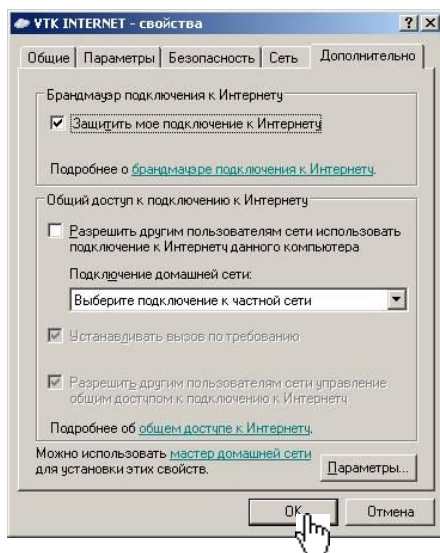 VTK INTERNET - свойства
Общие Параметры Безопасность Сеть Дополнительно
Брандмауэр подключения к Интернету
Защитить мое подключение к Интернету
Подробнее о брандмауэре подключения к Интернету.
Общий доступ к подключению к Интернету
Разрешить другим пользователям сети использовать
подключение к Интернету данного компьютера
Подключение домашней сети:
Выберите подключение к частной сети
Устанавливать вызов по требованию
Разрешить другим пользователям сети управление
общим доступом к подключению к Интернету
Подробнее об общем доступе к Интернету.
Можно использовать мастер домашней сети
для установки этих свойств.
Параметры...
OK Отмена